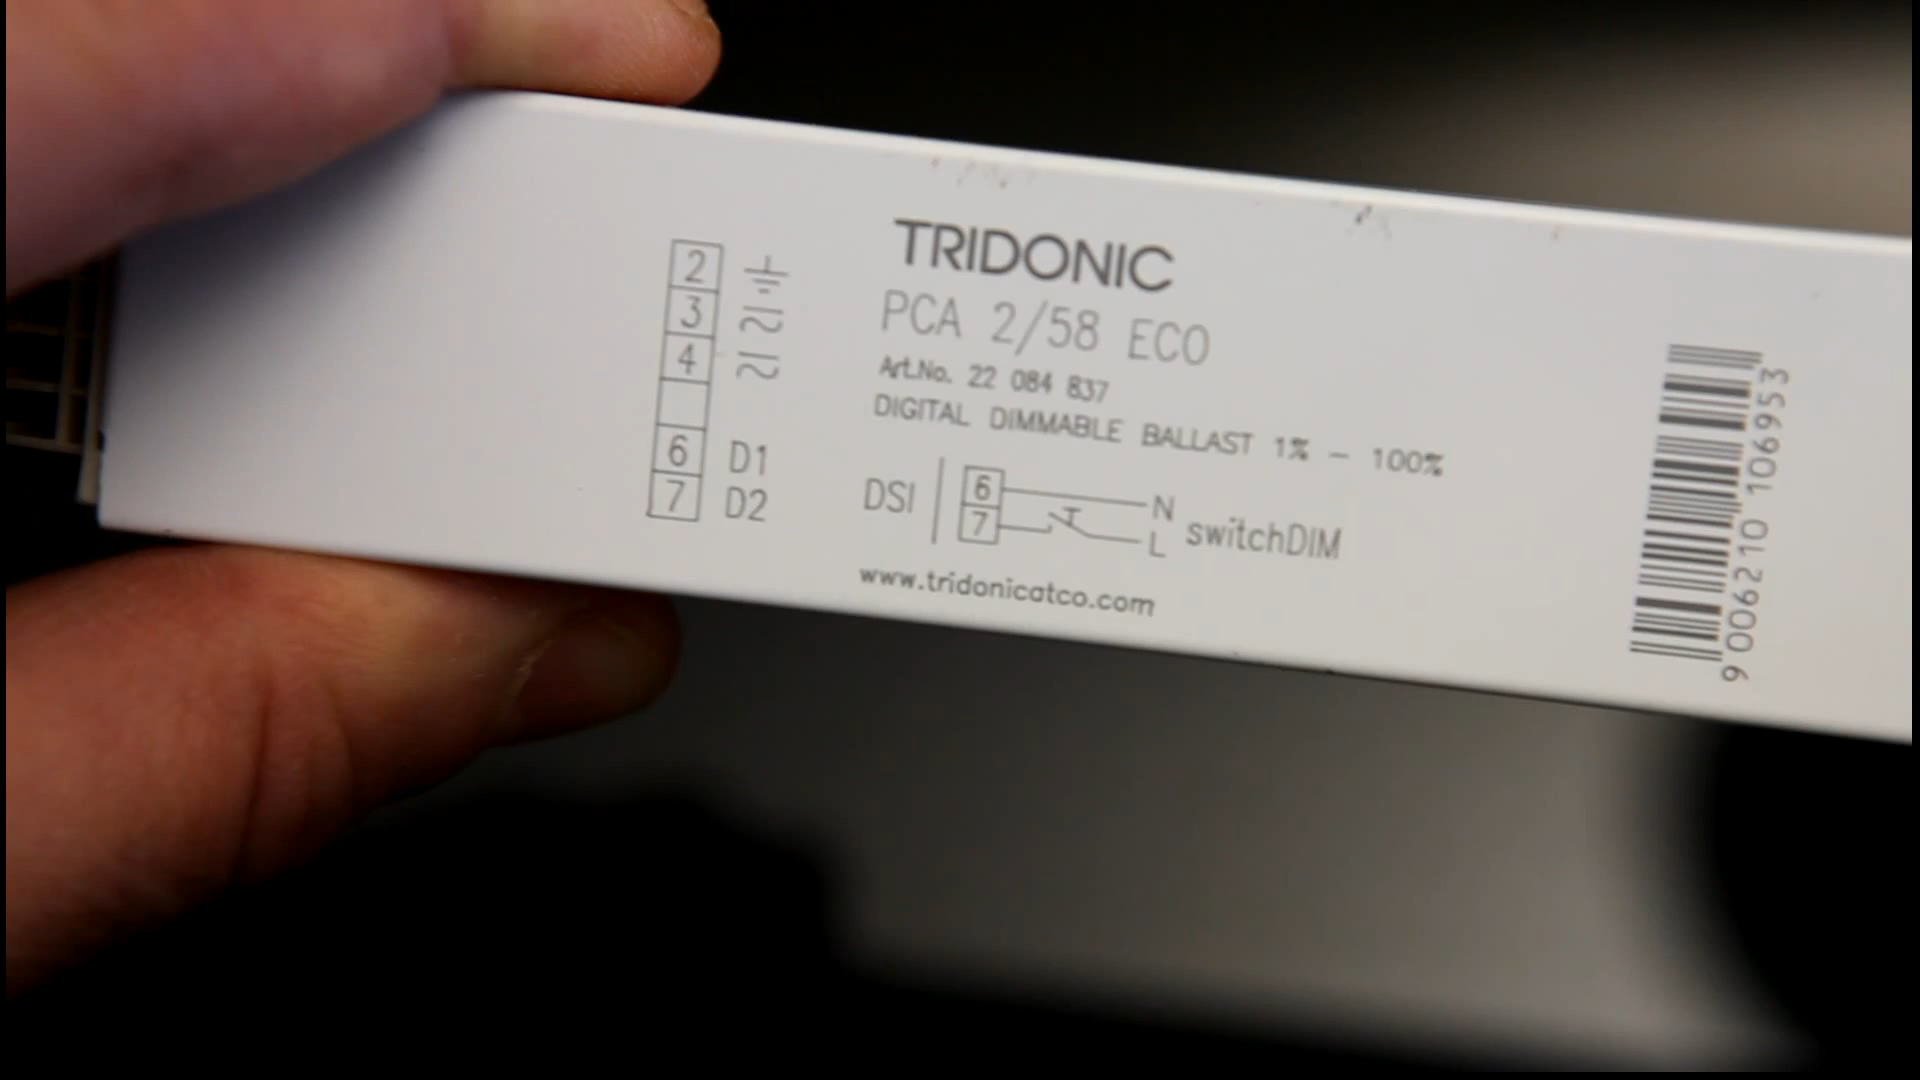 2
3
4
6 D1
7 D2
TRIDONIC
PCA 2/58 ECO
Art.No. 22 084 837
DIGITAL DIMMABLE BALLAST 1% - 100%
DSI 6 N switchDIM
7 L
www.tridonicatco.com
9 006210 106953